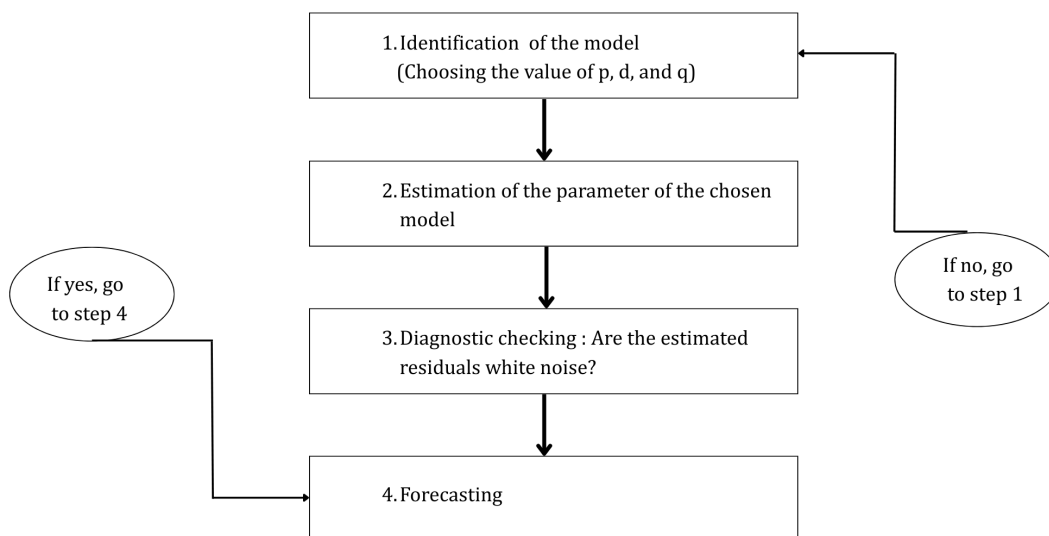 1. Identification of the model
(Choosing the value of p, d, and q)
2. Estimation of the parameter of the chosen
model
If yes, go
to step 4
If no, go
to step 1
3. Diagnostic checking : Are the estimated
residuals white noise?
4. Forecasting